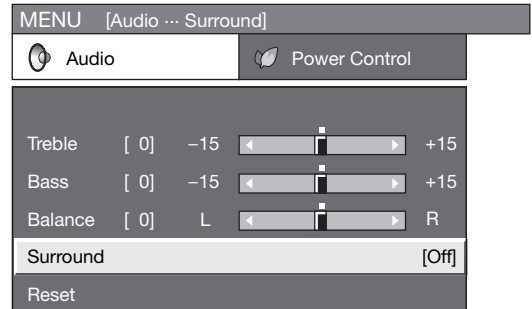 MENU [Audio ··· Surround]
Audio Power Control
Treble [ 0] −15 +15
Bass [ 0] −15 +15
Balance [ 0] L R
Surround [Off]
Reset